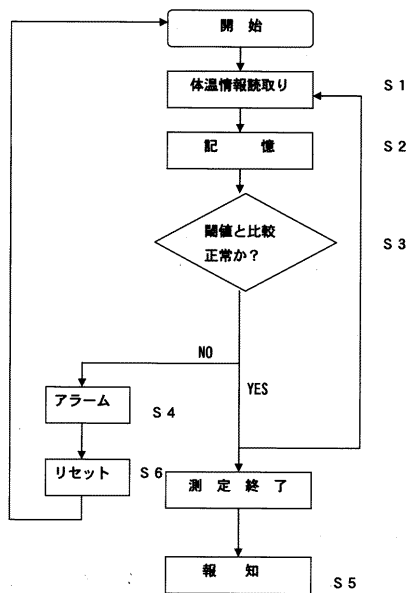 開 始
体温情報読取り
S1
記 憶
S2
閾値と比較
正常か?
S3
NO
YES
アラーム
S4
リセット
S6
測 定 終 了
報 知
S5